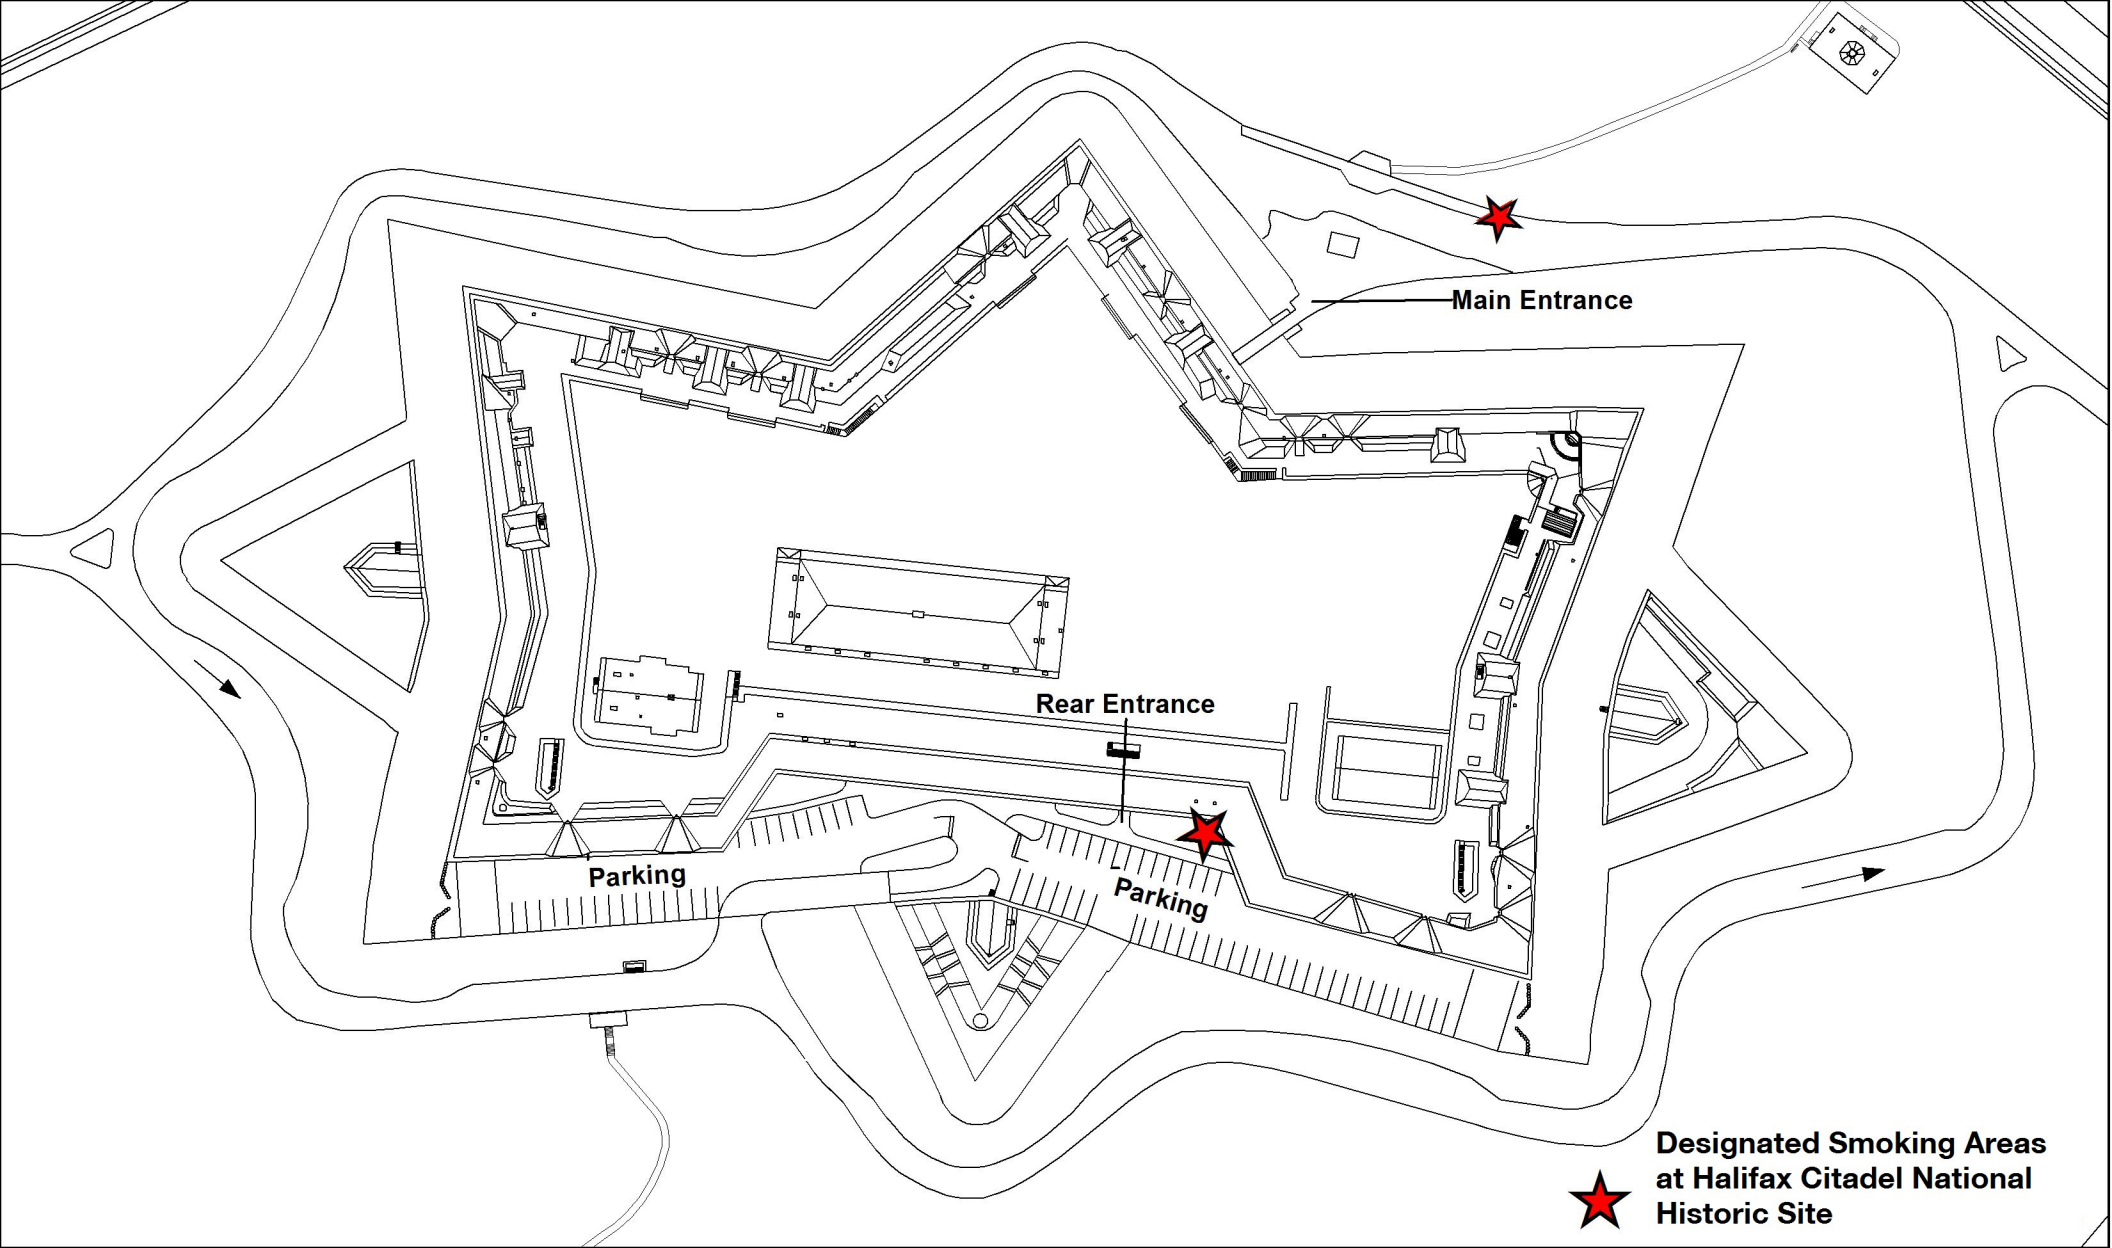 Main Entrance
Rear Entrance
Parking
Parking
Designated Smoking Areas
at Halifax Citadel National
Historic Site